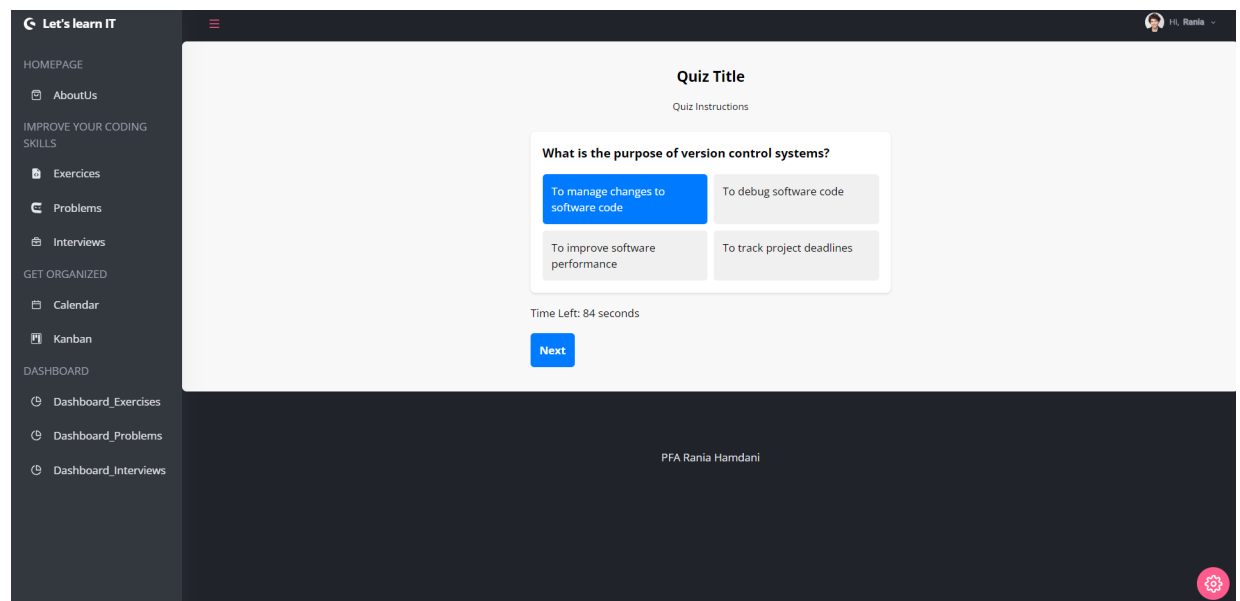 Let's learn IT
Hi, Rania
HOMEPAGE
AboutUs
IMPROVE YOUR CODING
SKILLS
Exercices
Problems
Interviews
GET ORGANIZED
Calendar
Kanban
DASHBOARD
Dashboard_Exercises
Dashboard_Problems
Dashboard_Interviews
Quiz Title
Quiz Instructions
What is the purpose of version control systems?
To manage changes to
software code
To debug software code
To improve software
performance
To track project deadlines
Time Left: 84 seconds
Next
PFA Rania Hamdani